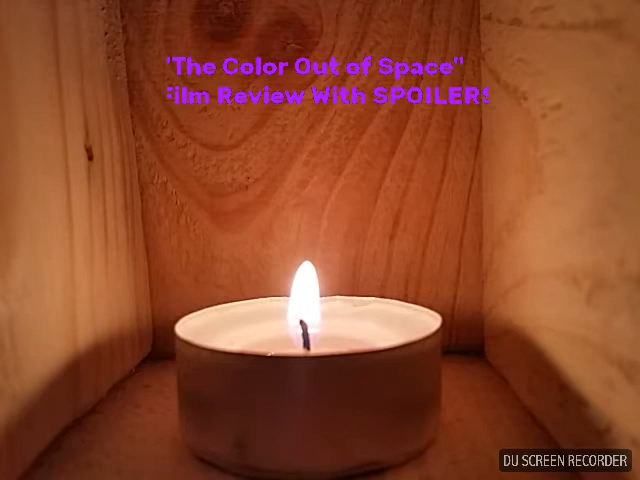 "The Color Out of Space"
Film Review With SPOILERS
DU SCREEN RECORDER